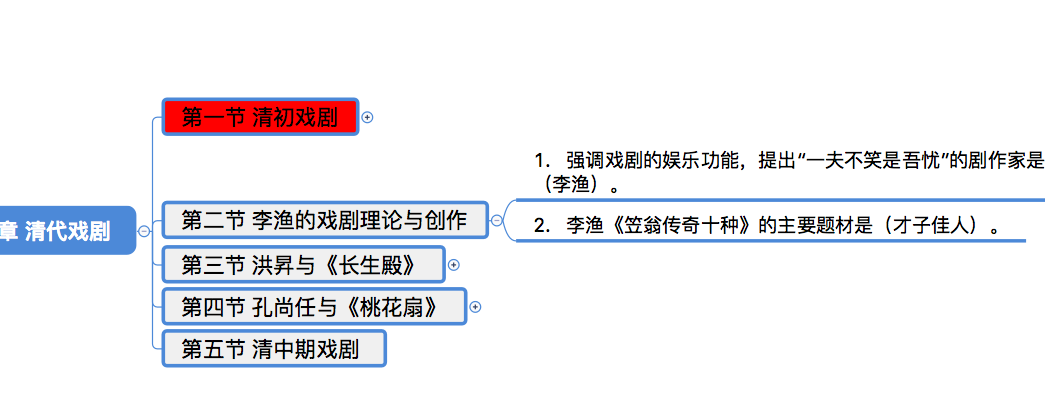 章 清代戏剧
第一节 清初戏剧
第二节 李渔的戏剧理论与创作
1. 强调戏剧的娱乐功能，提出“一夫不笑是吾忧”的剧作家是
（李渔）。
2. 李渔《笠翁传奇十种》的主要题材是（才子佳人）。
第三节 洪昇与《长生殿》
第四节 孔尚任与《桃花扇》
第五节 清中期戏剧